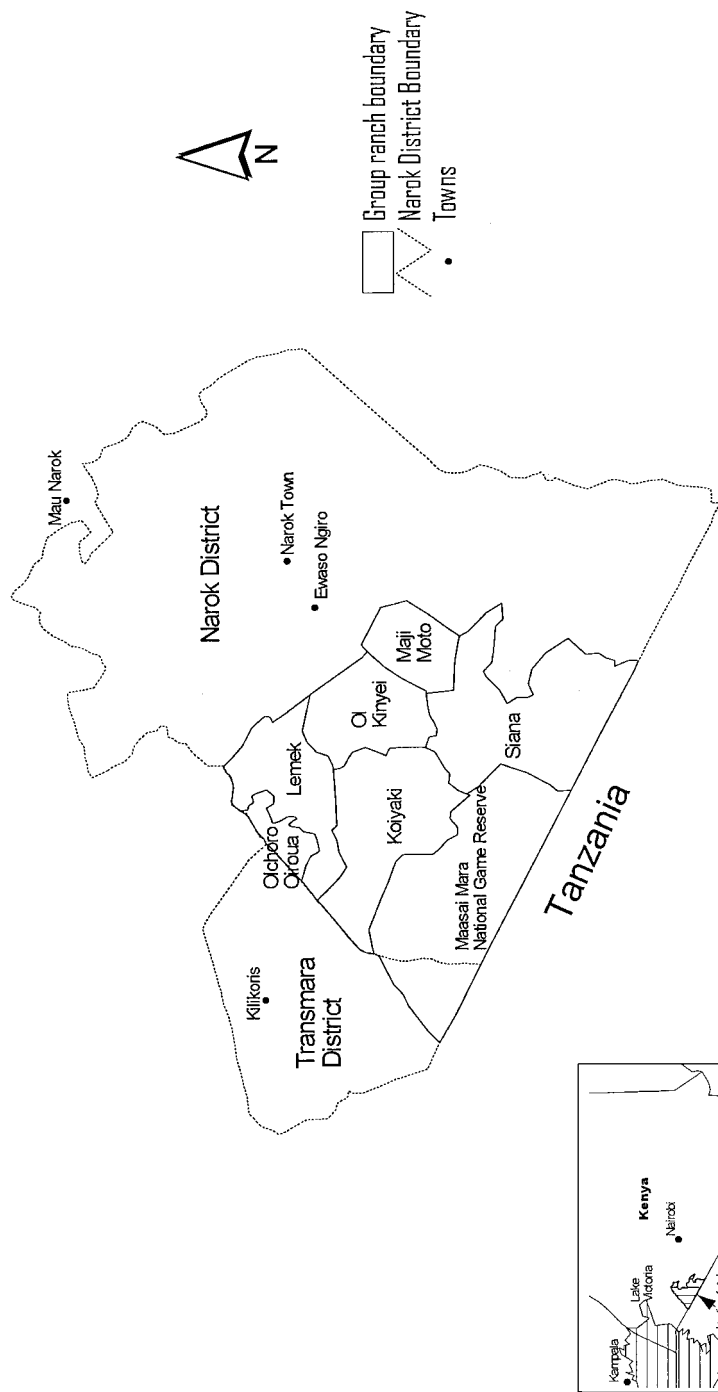 Mau Narok
Narok District
Narok Town
Ewaso Ngiro
Kilikoris
Transmara
District
Olchoro
Oiroua
Lemek
Koiyaki
Ol
Kinyei
Maji
Moto
Siana
Maasai Mara
National Game Reserve
Tanzania
N
Group ranch boundary
Narok District Boundary
Towns
Kampala
Lake
Victoria
Kenya
Nairobi